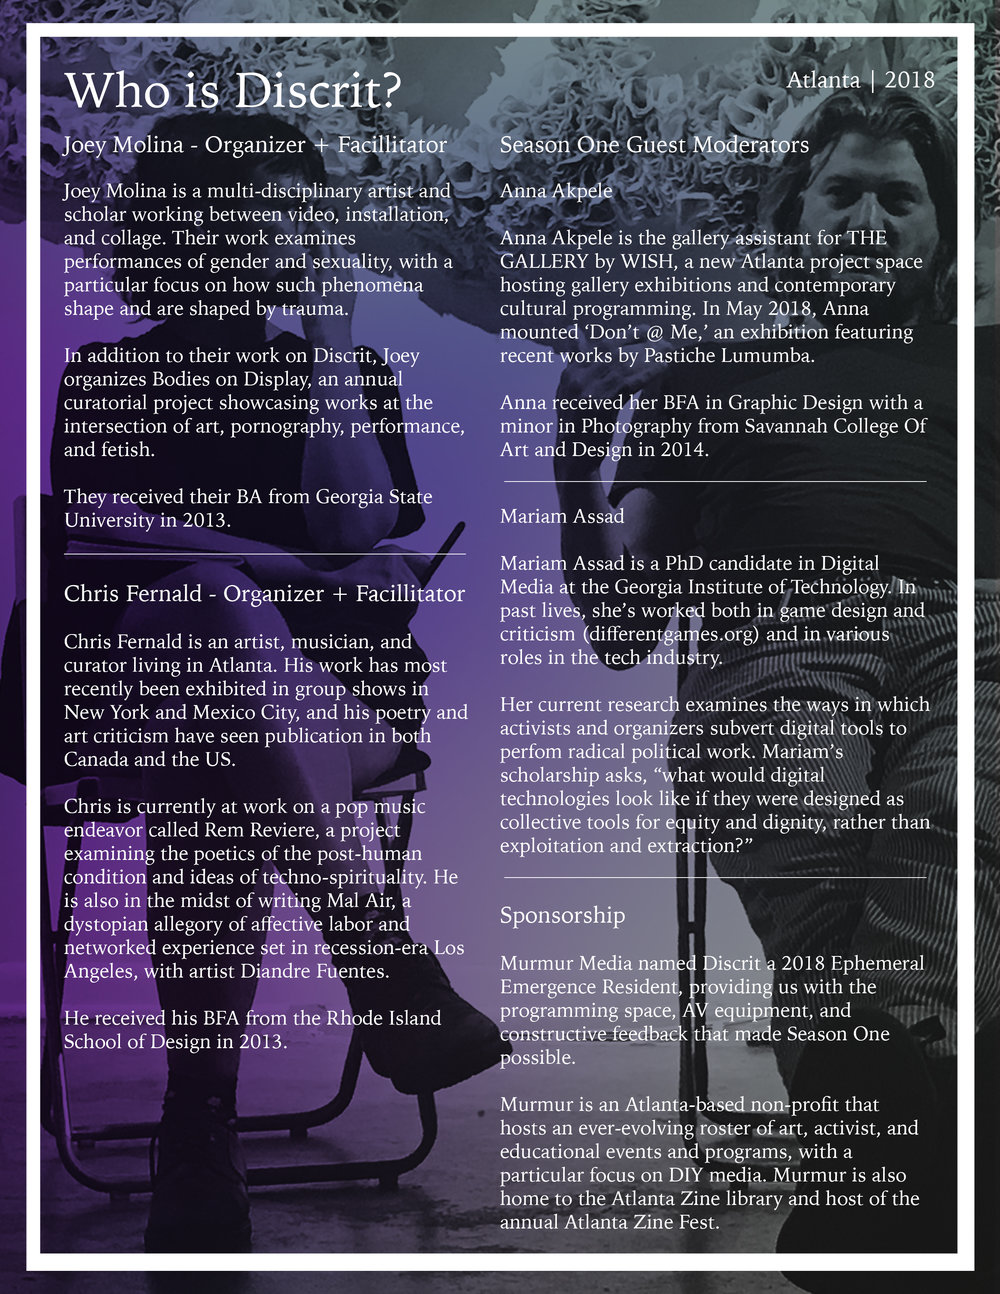 Who is Discrit?
Atlanta | 2018
Joey Molina - Organizer + Facillitator
Joey Molina is a multi-disciplinary artist and
scholar working between video, installation,
and collage. Their work examines
performances of gender and sexuality, with a
particular focus on how such phenomena
shape and are shaped by trauma.
In addition to their work on Discrit, Joey
organizes Bodies on Display, an annual
curatorial project showcasing works at the
intersection of art, pornography, performance,
and fetish.
They received their BA from Georgia State
University in 2013.
Chris Fernald - Organizer + Facillitator
Chris Fernald is an artist, musician, and
curator living in Atlanta. His work has most
recently been exhibited in group shows in
New York and Mexico City, and his poetry and
art criticism have seen publication in both
Canada and the US.
Chris is currently at work on a pop music
endeavor called Rem Reviere, a project
examining the poetics of the post-human
condition and ideas of techno-spirituality. He
is also in the midst of writing Mal Air, a
dystopian allegory of affective labor and
networked experience set in recession-era Los
Angeles, with artist Diandre Fuentes.
He received his BFA from the Rhode Island
School of Design in 2013.
Season One Guest Moderators
Anna Akpele
Anna Akpele is the gallery assistant for THE
GALLERY by WISH, a new Atlanta project space
hosting gallery exhibitions and contemporary
cultural programming. In May 2018, Anna
mounted ‘Don’t @ Me,’ an exhibition featuring
recent works by Pastiche Lumumba.
Anna received her BFA in Graphic Design with a
minor in Photography from Savannah College Of
Art and Design in 2014.
Mariam Assad
Mariam Assad is a PhD candidate in Digital
Media at the Georgia Institute of Technology. In
past lives, she’s worked both in game design and
criticism (differentgames.org) and in various
roles in the tech industry.
Her current research examines the ways in which
activists and organizers subvert digital tools to
perfom radical political work. Mariam’s
scholarship asks, “what would digital
technologies look like if they were designed as
collective tools for equity and dignity, rather than
exploitation and extraction?”
Sponsorship
Murmur Media named Discrit a 2018 Ephemeral
Emergence Resident, providing us with the
programming space, AV equipment, and
constructive feedback that made Season One
possible.
Murmur is an Atlanta-based non-profit that
hosts an ever-evolving roster of art, activist, and
educational events and programs, with a
particular focus on DIY media. Murmur is also
home to the Atlanta Zine library and host of the
annual Atlanta Zine Fest.